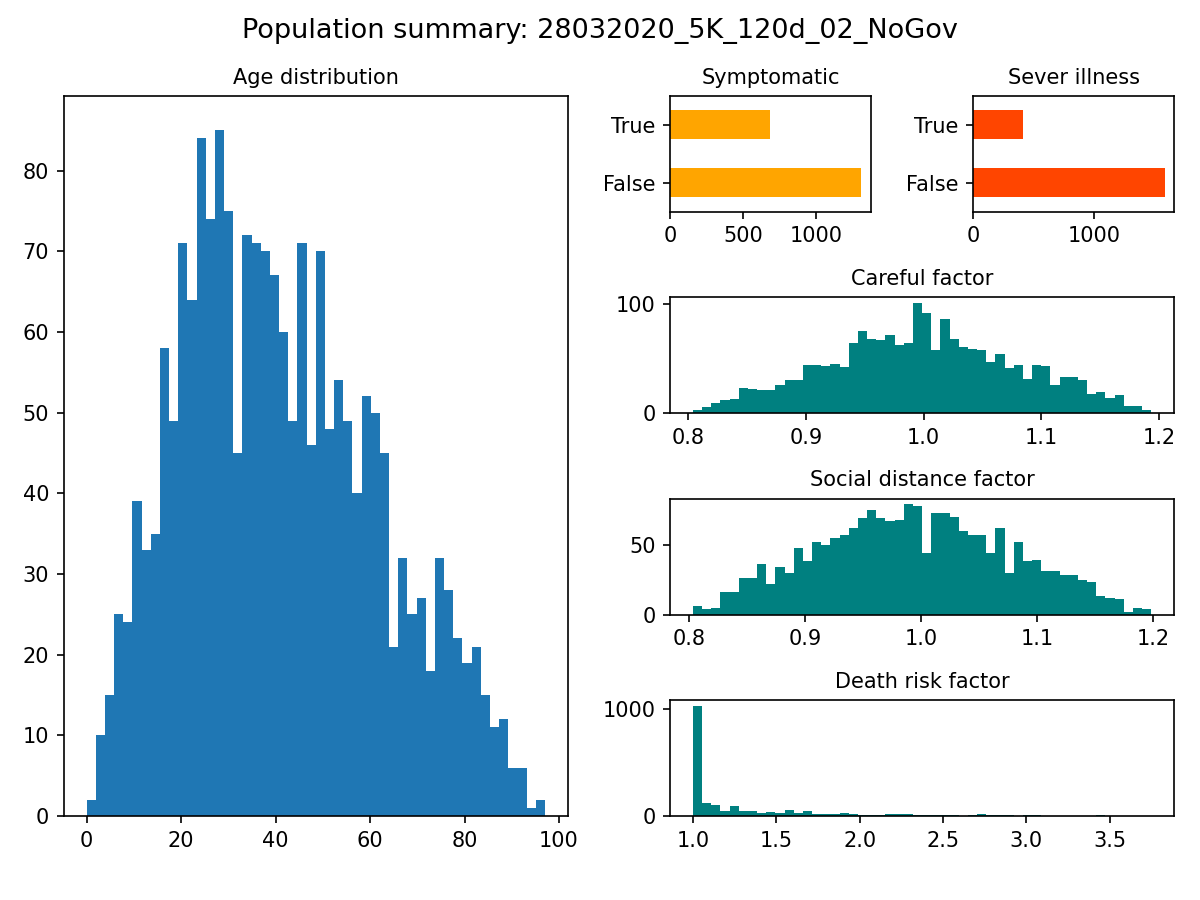 Population summary: 28032020_5K_120d_02_NoGov
Age distribution
80
70
60
50
40
30
20
10
0
0 20 40 60 80 100
Symptomatic
True
False
0 500 1000
Sever illness
True
False
0 1000
Careful factor
100
0
0.8 0.9 1.0 1.1 1.2
Social distance factor
50
0
0.8 0.9 1.0 1.1 1.2
Death risk factor
1000
0
1.0 1.5 2.0 2.5 3.0 3.5